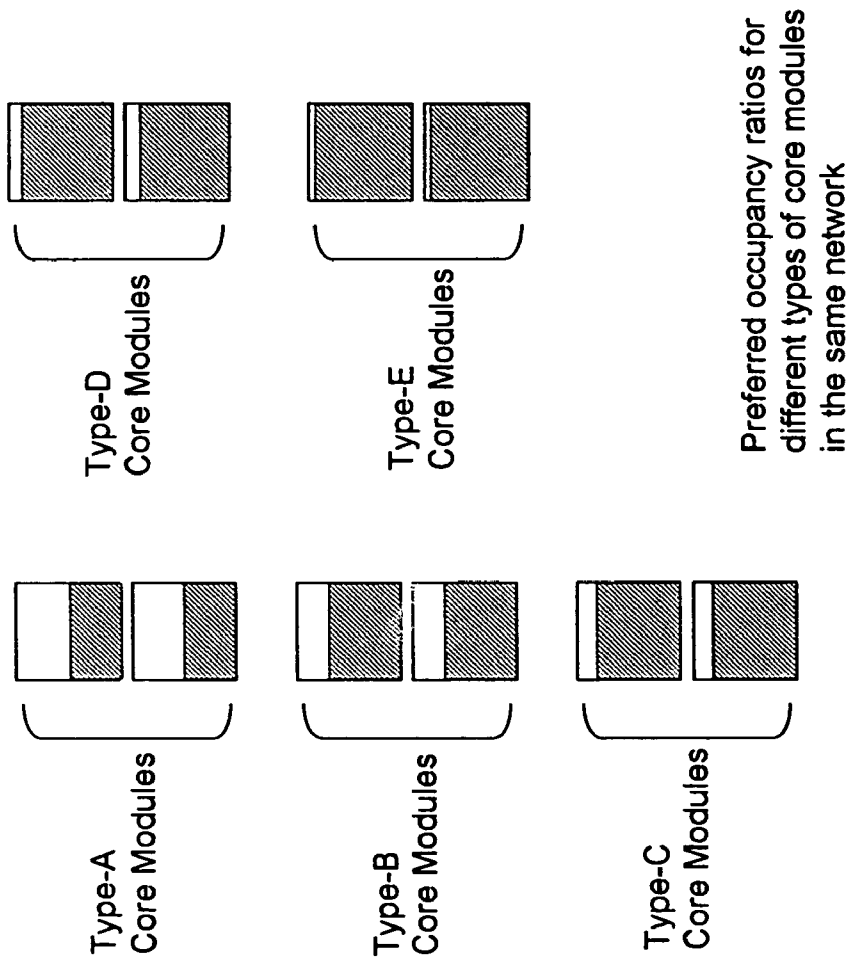 Type-A
Core Modules
Type-B
Core Modules
Type-C
Core Modules
Type-D
Core Modules
Type-E
Core Modules
Preferred occupancy ratios for
different types of core modules
in the same network